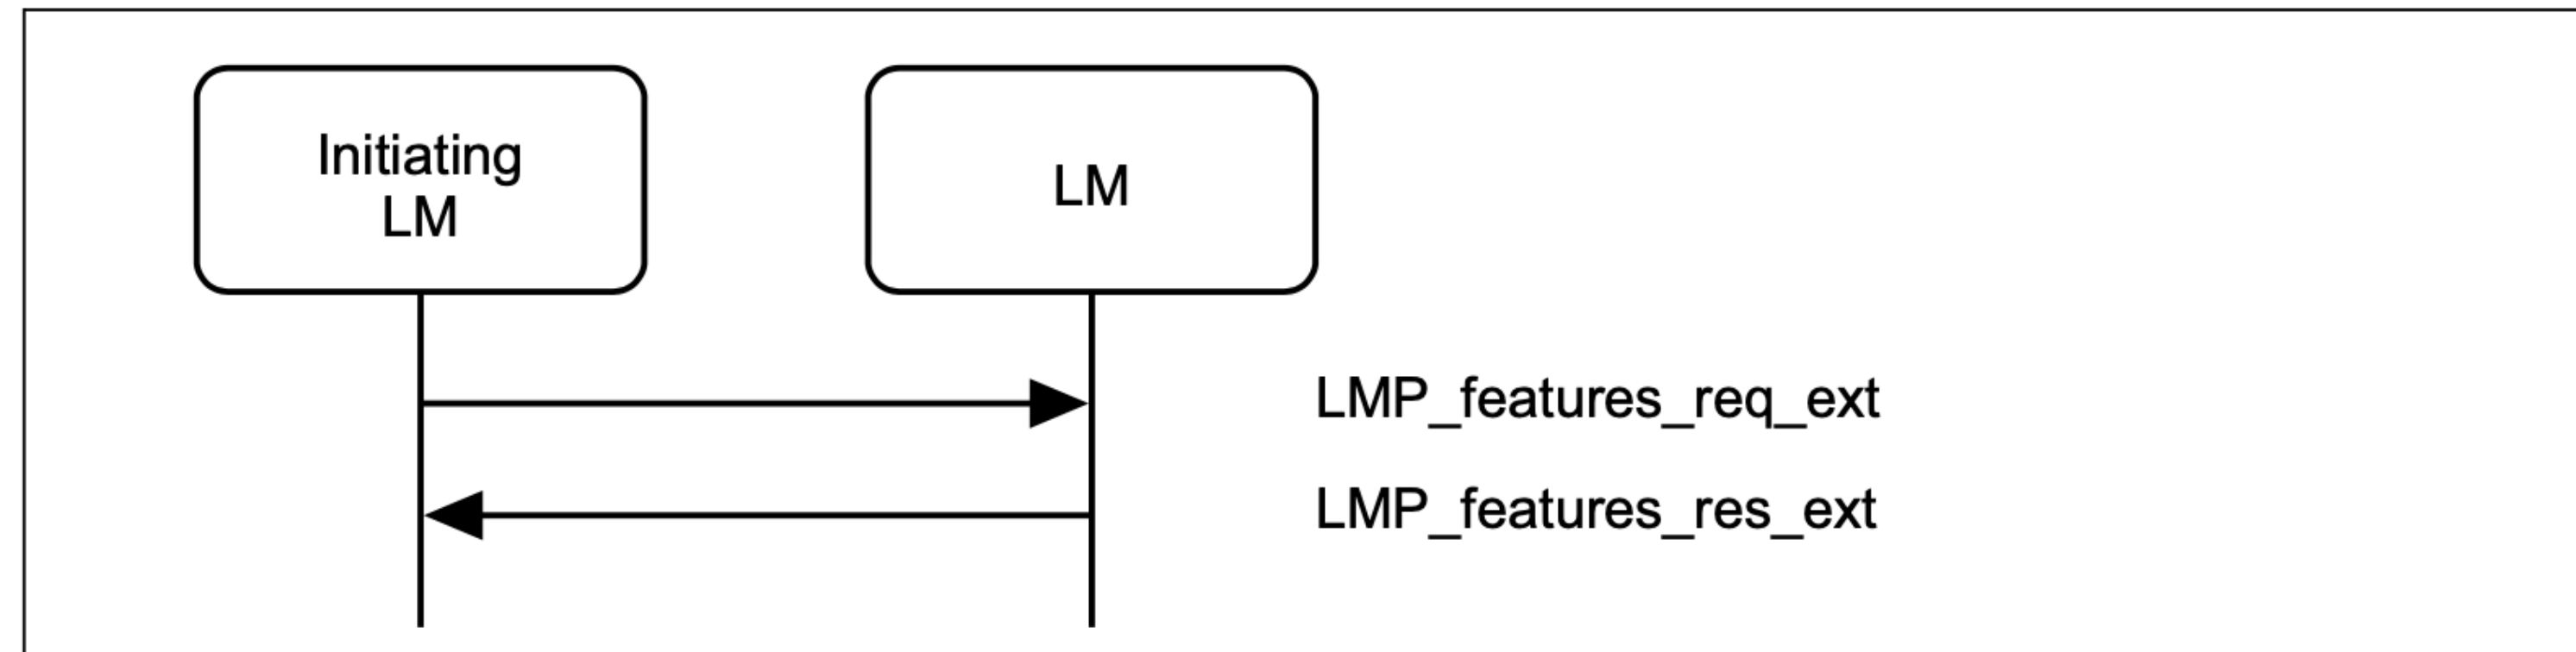 Initiating
LM
LM
LMP_features_req_ext
LMP_features_res_ext